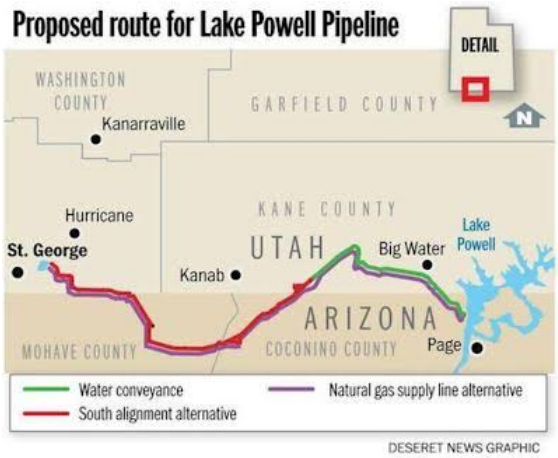 Proposed route for Lake Powell Pipeline
DETAIL
WASHINGTON
COUNTY
GARFIELD COUNTY
N
Kanarraville
KANE COUNTY
Hurricane
Lake
Powell
St. George
UTAH
Big Water
Kanab
ARIZONA
MOHAVE COUNTY
COCONINO COUNTY
Page
Water conveyance
Natural gas supply line alternative
South alignment alternative
DESERET NEWS GRAPHIC